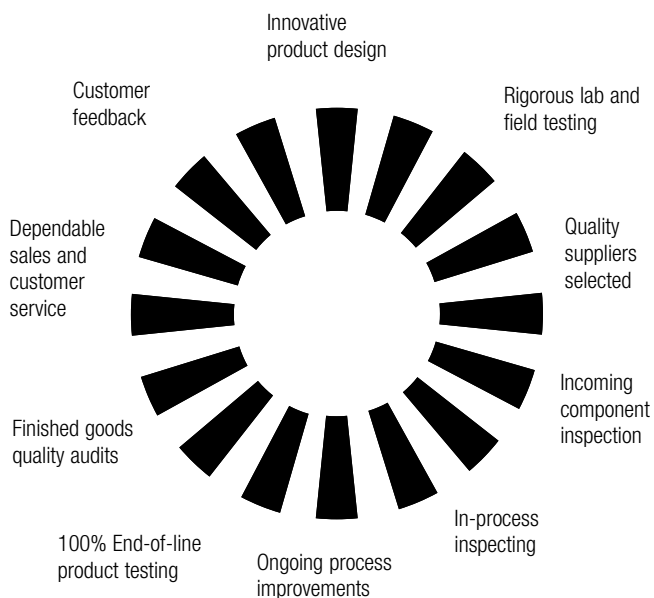 Innovative
product design
Rigorous lab and
field testing
Quality
suppliers
selected
Incoming
component
inspection
In-process
inspecting
Ongoing process
improvements
100% End-of-line
product testing
Finished goods
quality audits
Dependable
sales and
customer
service
Customer
feedback